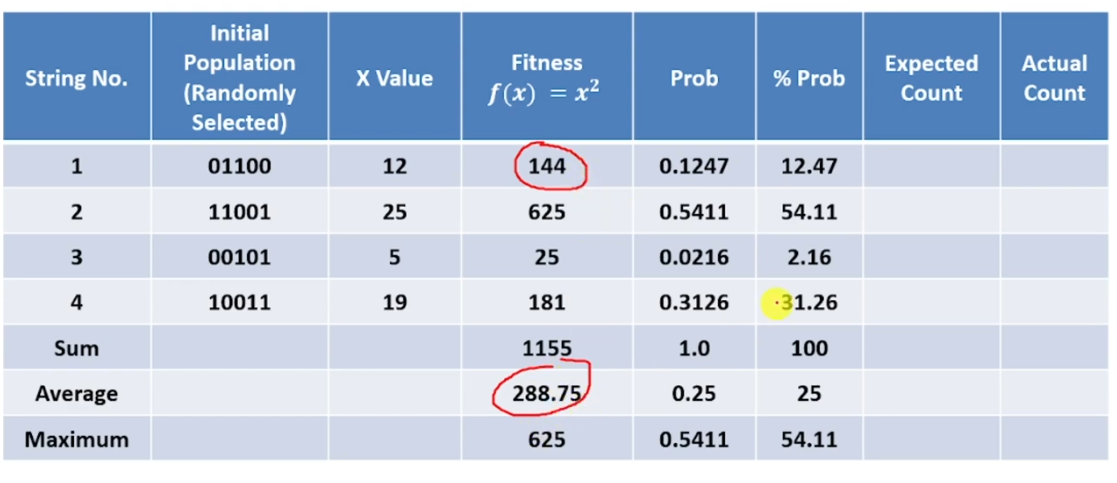 String No. Initial Population (Randomly Selected) X Value Fitness f(x) = x² Prob % Prob Expected Count Actual Count
1 01100 12 144 0.1247 12.47
2 11001 25 625 0.5411 54.11
3 00101 5 25 0.0216 2.16
4 10011 19 181 0.3126 31.26
Sum 1155 1.0 100
Average 288.75 0.25 25
Maximum 625 0.5411 54.11